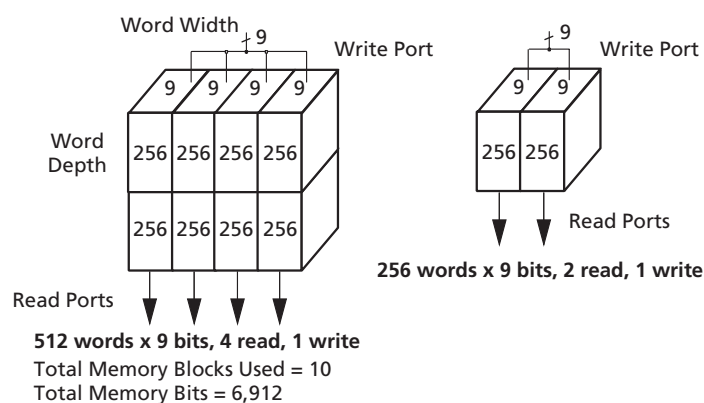 Word Width
9
Write Port
9 9 9 9
Word
Depth
256 256 256 256
256 256 256 256
Read Ports
512 words x 9 bits, 4 read, 1 write
Total Memory Blocks Used = 10
Total Memory Bits = 6,912
9
Write Port
9 9
256 256
Read Ports
256 words x 9 bits, 2 read, 1 write